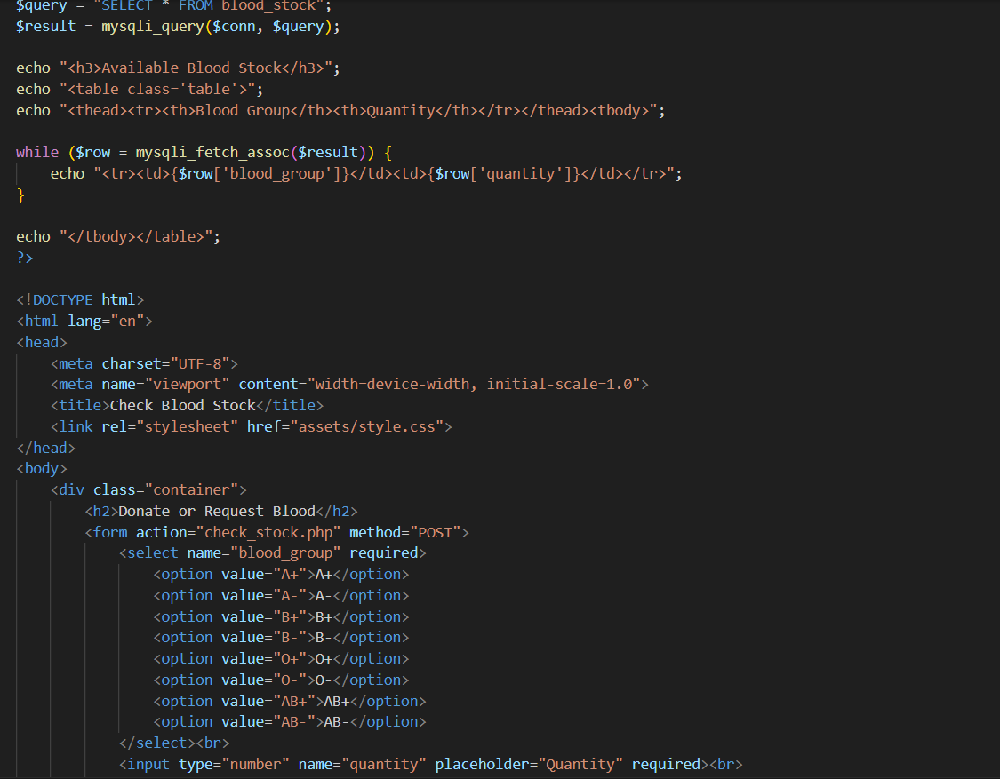 $query = "SELECT * FROM blood_stock";
$result = mysqli_query($conn, $query);
echo "<h3>Available Blood Stock</h3>";
echo "<table class='table'>";
echo "<thead><tr><th>Blood Group</th><th>Quantity</th></tr></thead><tbody>";
while ($row = mysqli_fetch_assoc($result)) {
    echo "<tr><td>{$row['blood_group']}</td><td>{$row['quantity']}</td></tr>";
}
echo "</tbody></table>";
?>
<!DOCTYPE html>
<html lang="en">
<head>
    <meta charset="UTF-8">
    <meta name="viewport" content="width=device-width, initial-scale=1.0">
    <title>Check Blood Stock</title>
    <link rel="stylesheet" href="assets/style.css">
</head>
<body>
    <div class="container">
        <h2>Donate or Request Blood</h2>
        <form action="check_stock.php" method="POST">
            <select name="blood_group" required>
                <option value="A+">A+</option>
                <option value="A-">A-</option>
                <option value="B+">B+</option>
                <option value="B-">B-</option>
                <option value="O+">O+</option>
                <option value="O-">O-</option>
                <option value="AB+">AB+</option>
                <option value="AB-">AB-</option>
            </select><br>
            <input type="number" name="quantity" placeholder="Quantity" required><br>